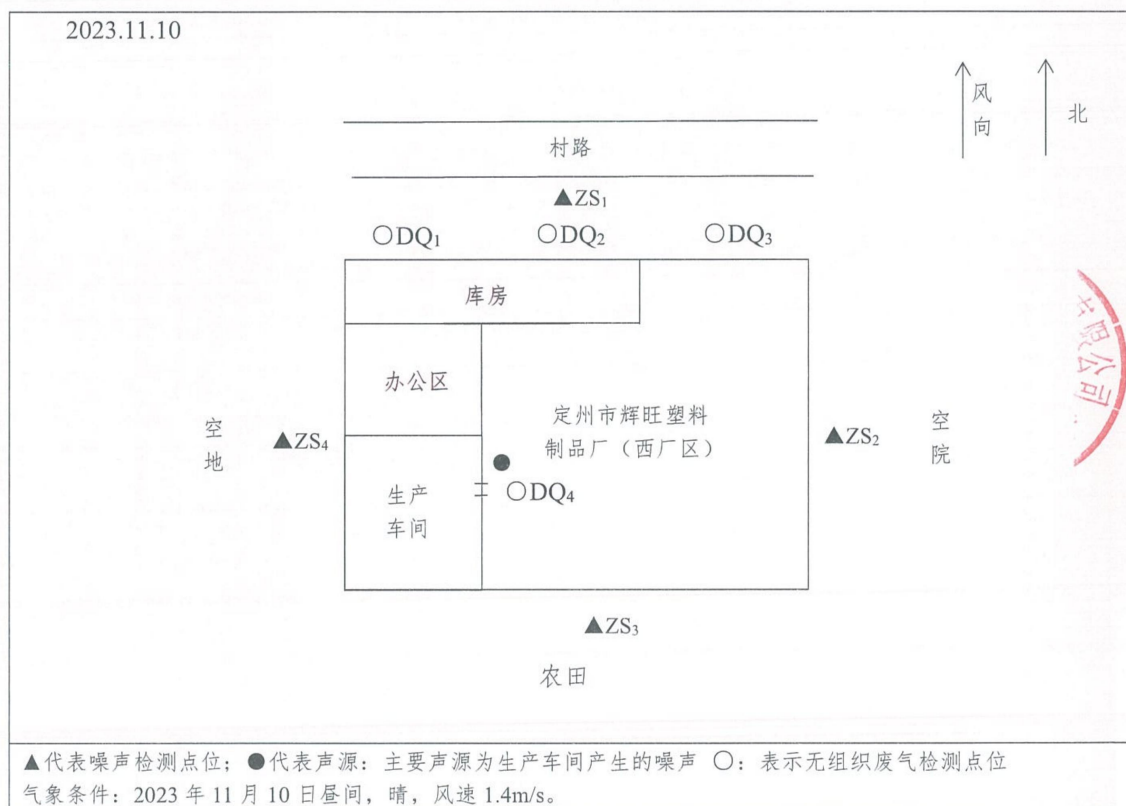 2023.11.10
风向
北
村路
▲ZS₁
○DQ₁
○DQ₂
○DQ₃
库房
办公区
定州市辉旺塑料
制品厂（西厂区）
空地
▲ZS₄
▲ZS₂
空院
生产
车间
○DQ₄
▲ZS₃
农田
限公司
▲代表噪声检测点位；●代表声源：主要声源为生产车间产生的噪声 ○：表示无组织废气检测点位
气象条件：2023 年 11 月 10 日昼间，晴，风速 1.4m/s。